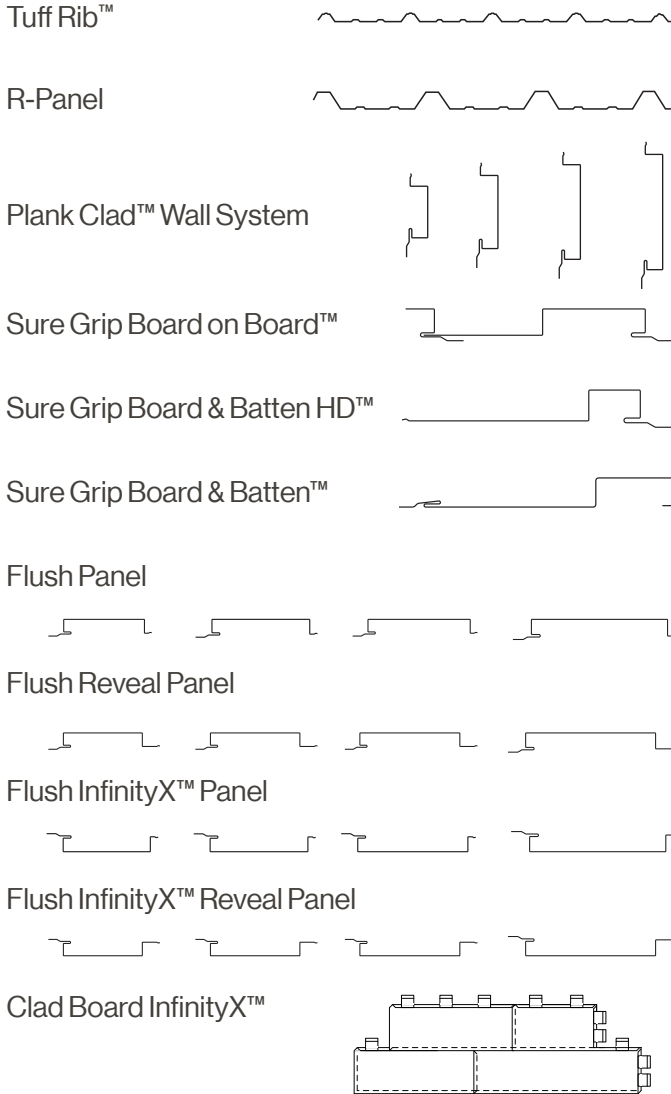 Tuff Rib™
R-Panel
Plank Clad™ Wall System
Sure Grip Board on Board™
Sure Grip Board & Batten HD™
Sure Grip Board & Batten™
Flush Panel
Flush Reveal Panel
Flush InfinityX™ Panel
Flush InfinityX™ Reveal Panel
Clad Board InfinityX™